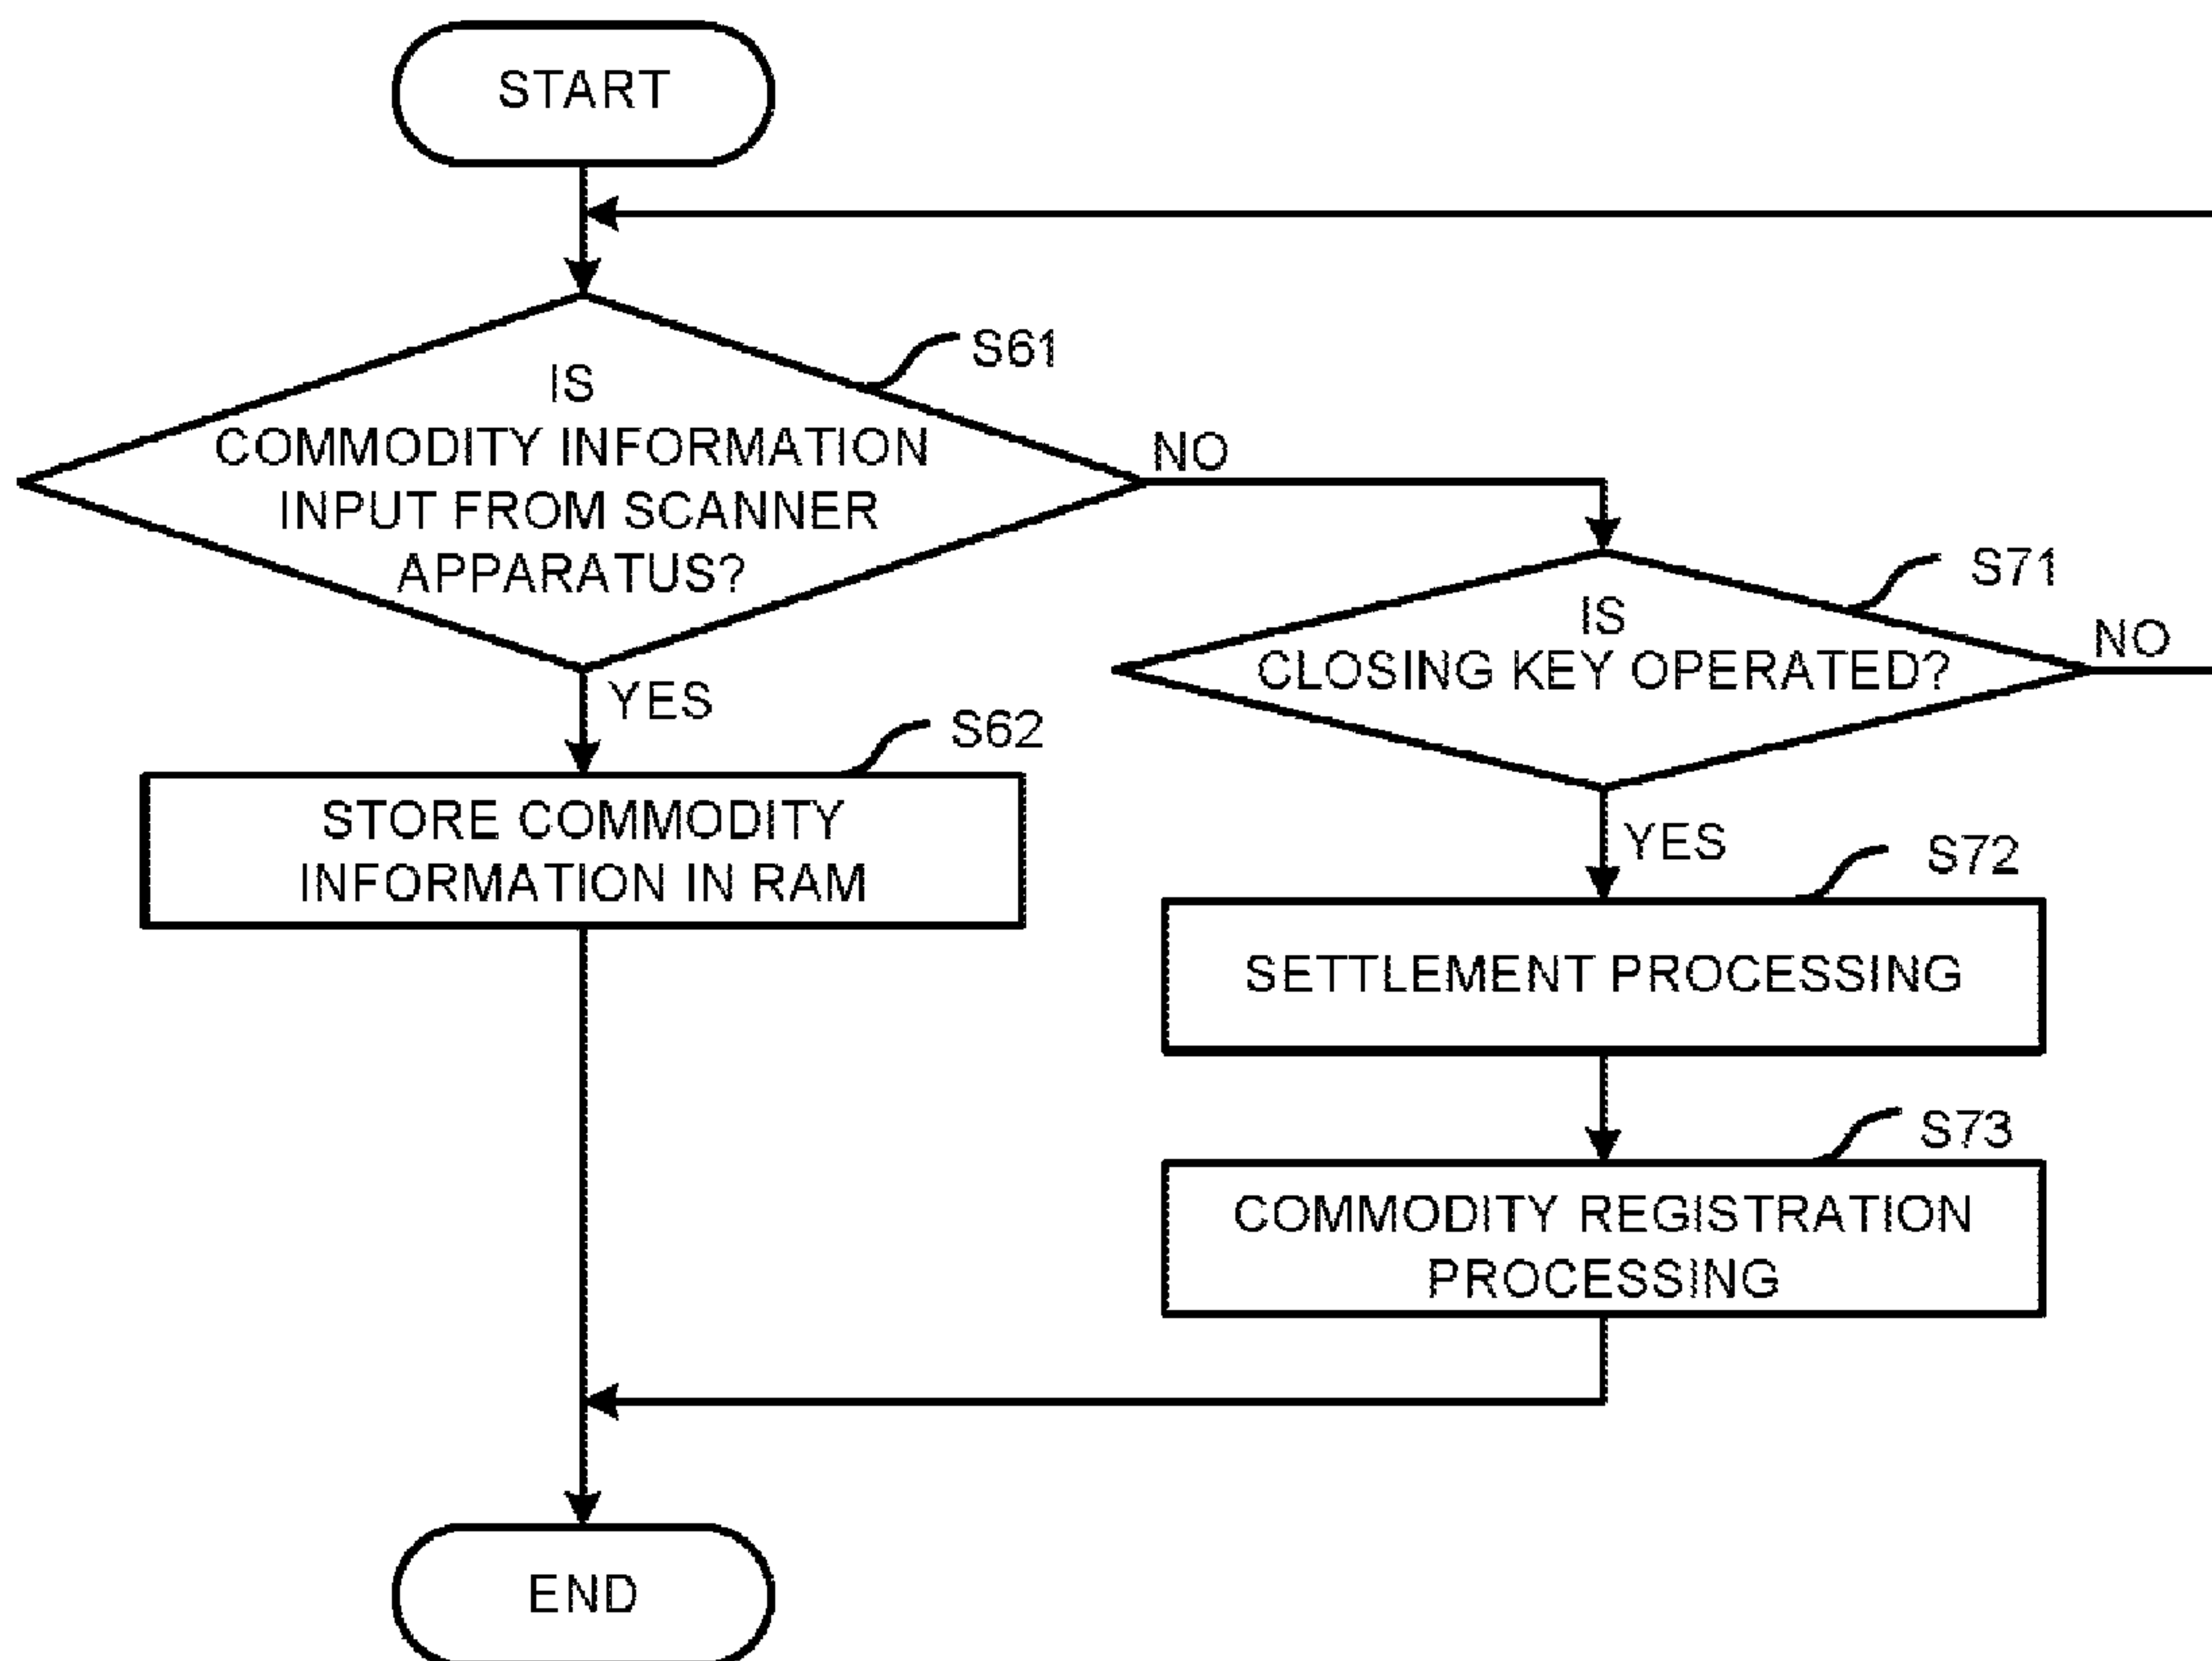 START
S61
IS
COMMODITY INFORMATION
INPUT FROM SCANNER
APPARATUS?
NO
YES
S62
STORE COMMODITY
INFORMATION IN RAM
S71
IS
CLOSING KEY OPERATED?
NO
YES
S72
SETTLEMENT PROCESSING
S73
COMMODITY REGISTRATION
PROCESSING
END